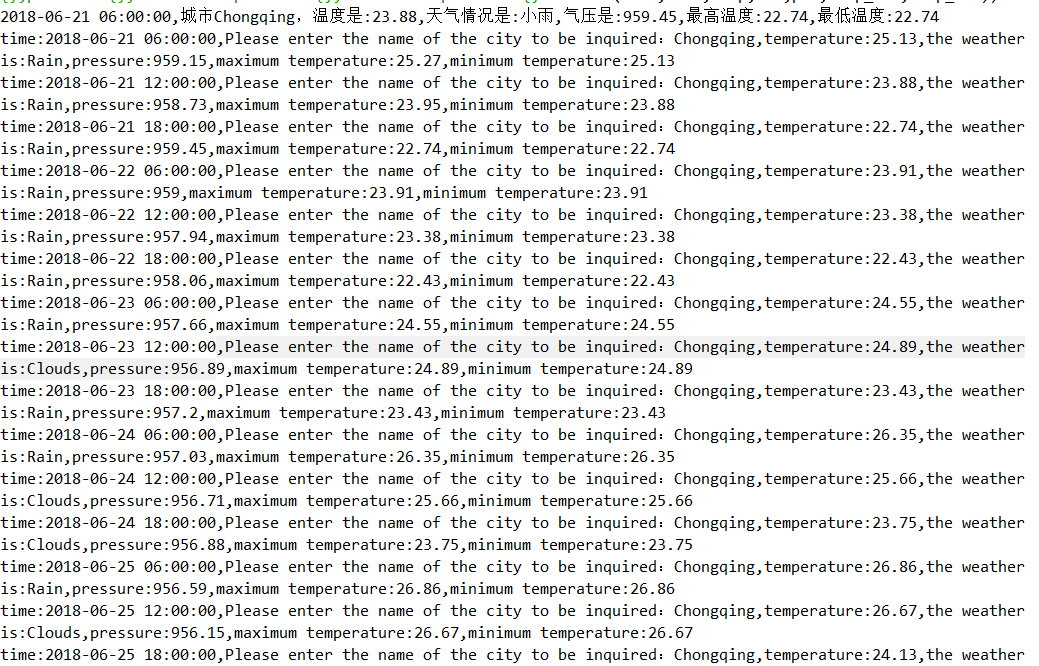 2018-06-21 06:00:00,城市Chongqing，温度是:23.88,天气情况是:小雨,气压是:959.45,最高温度:22.74,最低温度:22.74
time:2018-06-21 06:00:00,Please enter the name of the city to be inquired：Chongqing,temperature:25.13,the weather
is:Rain,pressure:959.15,maximum temperature:25.27,minimum temperature:25.13
time:2018-06-21 12:00:00,Please enter the name of the city to be inquired：Chongqing,temperature:23.88,the weather
is:Rain,pressure:958.73,maximum temperature:23.95,minimum temperature:23.88
time:2018-06-21 18:00:00,Please enter the name of the city to be inquired：Chongqing,temperature:22.74,the weather
is:Rain,pressure:959.45,maximum temperature:22.74,minimum temperature:22.74
time:2018-06-22 06:00:00,Please enter the name of the city to be inquired：Chongqing,temperature:23.91,the weather
is:Rain,pressure:959,maximum temperature:23.91,minimum temperature:23.91
time:2018-06-22 12:00:00,Please enter the name of the city to be inquired：Chongqing,temperature:23.38,the weather
is:Rain,pressure:957.94,maximum temperature:23.38,minimum temperature:23.38
time:2018-06-22 18:00:00,Please enter the name of the city to be inquired：Chongqing,temperature:22.43,the weather
is:Rain,pressure:958.06,maximum temperature:22.43,minimum temperature:22.43
time:2018-06-23 06:00:00,Please enter the name of the city to be inquired：Chongqing,temperature:24.55,the weather
is:Rain,pressure:957.66,maximum temperature:24.55,minimum temperature:24.55
time:2018-06-23 12:00:00,Please enter the name of the city to be inquired：Chongqing,temperature:24.89,the weather
is:Clouds,pressure:956.89,maximum temperature:24.89,minimum temperature:24.89
time:2018-06-23 18:00:00,Please enter the name of the city to be inquired：Chongqing,temperature:23.43,the weather
is:Rain,pressure:957.2,maximum temperature:23.43,minimum temperature:23.43
time:2018-06-24 06:00:00,Please enter the name of the city to be inquired：Chongqing,temperature:26.35,the weather
is:Rain,pressure:957.03,maximum temperature:26.35,minimum temperature:26.35
time:2018-06-24 12:00:00,Please enter the name of the city to be inquired：Chongqing,temperature:25.66,the weather
is:Clouds,pressure:956.71,maximum temperature:25.66,minimum temperature:25.66
time:2018-06-24 18:00:00,Please enter the name of the city to be inquired：Chongqing,temperature:23.75,the weather
is:Clouds,pressure:956.88,maximum temperature:23.75,minimum temperature:23.75
time:2018-06-25 06:00:00,Please enter the name of the city to be inquired：Chongqing,temperature:26.86,the weather
is:Rain,pressure:956.59,maximum temperature:26.86,minimum temperature:26.86
time:2018-06-25 12:00:00,Please enter the name of the city to be inquired：Chongqing,temperature:26.67,the weather
is:Clouds,pressure:956.15,maximum temperature:26.67,minimum temperature:26.67
time:2018-06-25 18:00:00,Please enter the name of the city to be inquired：Chongqing,temperature:24.13,the weather